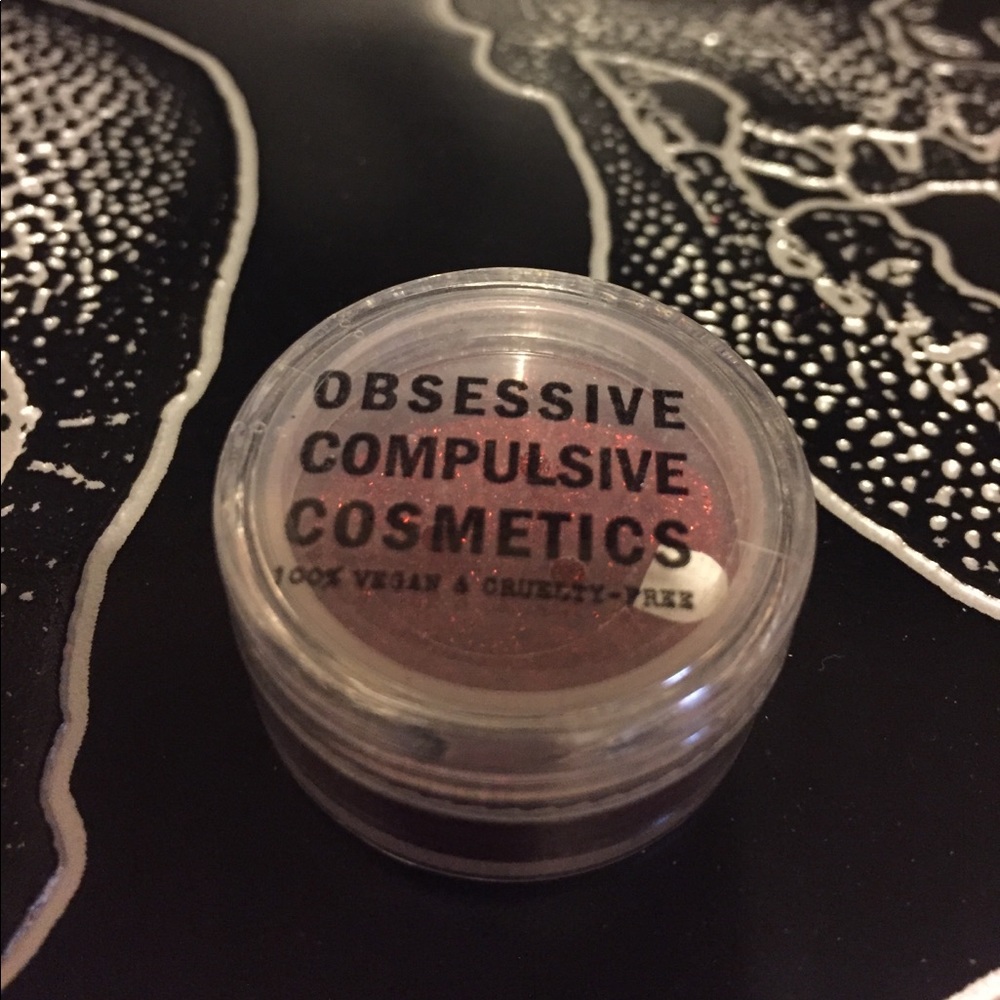 OBSESSIVE
COMPULSIVE
COSMETICS
100% VEGAN & CRUELTY-FREE